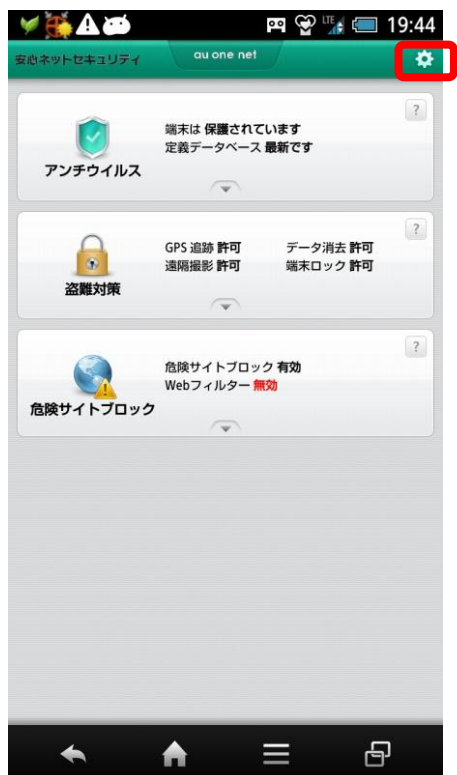 LTE 19:44
安心ネットセキュリティ au one net
?
端末は 保護されています
定義データベース 最新です
アンチウイルス
?
GPS 追跡 許可 データ消去 許可
遠隔撮影 許可 端末ロック 許可
盗難対策
?
危険サイトブロック 有効
Webフィルター 無効
危険サイトブロック